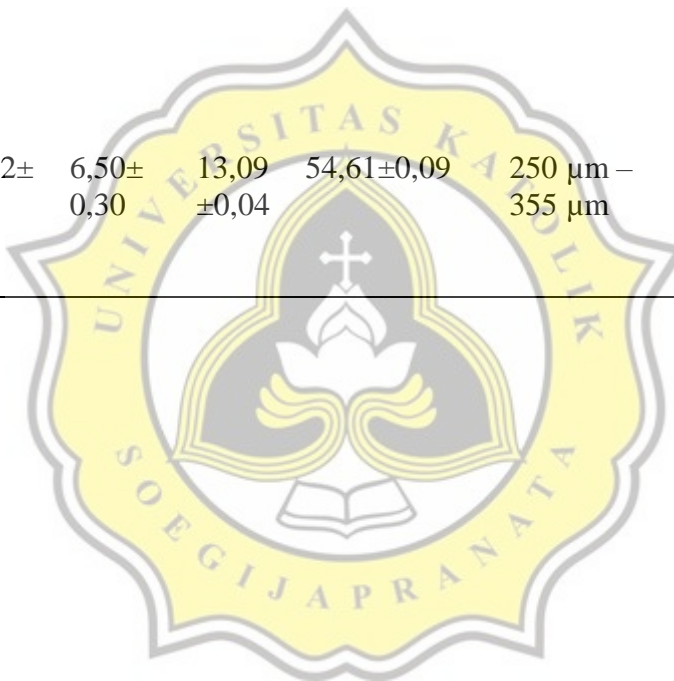 2± 6,50± 13,09 54,61±0,09 250 µm –
0,30 ±0,04 355 µm
UNIVERSITAS KATOLIK
SOEGIJAPRANATA